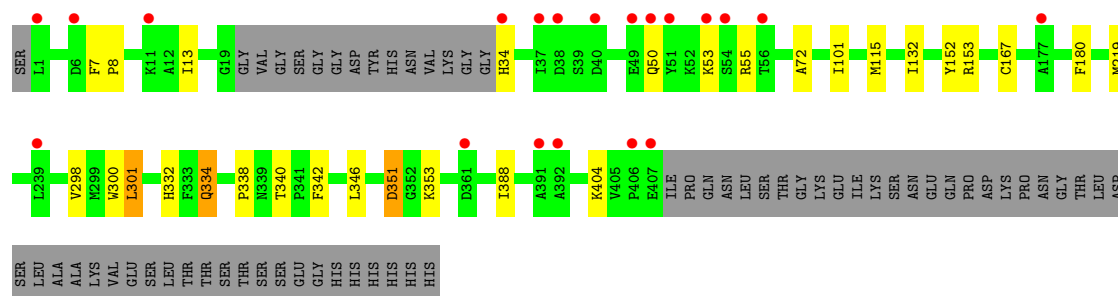 SER L1 D6 F7 P8 K11 A12 I13 G19 GLY VAL GLY SER GLY GLY ASP TYR HIS ASN VAL LYS GLY GLY H34 I37 D38 S39 D40 E49 Q50 Y51 K52 K53 S54 R55 T56 A72 I101 M115 I132 Y152 R153 C167 A177 F180 M219
L239 V298 M299 W300 L301 H332 F333 Q334 P338 N339 T340 P341 F342 L346 D351 G352 K353 D361 I388 A391 A392 K404 V405 P406 E407 ILE PRO GLN ASN LEU SER THR GLY LYS GLU ILE LYS SER ASN GLU GLN PRO ASP LYS PRO ASN GLY THR LEU ASP
SER LEU ALA ALA LYS VAL GLU SER LEU THR THR SER THR SER SER GLU GLY HIS HIS HIS HIS HIS HIS